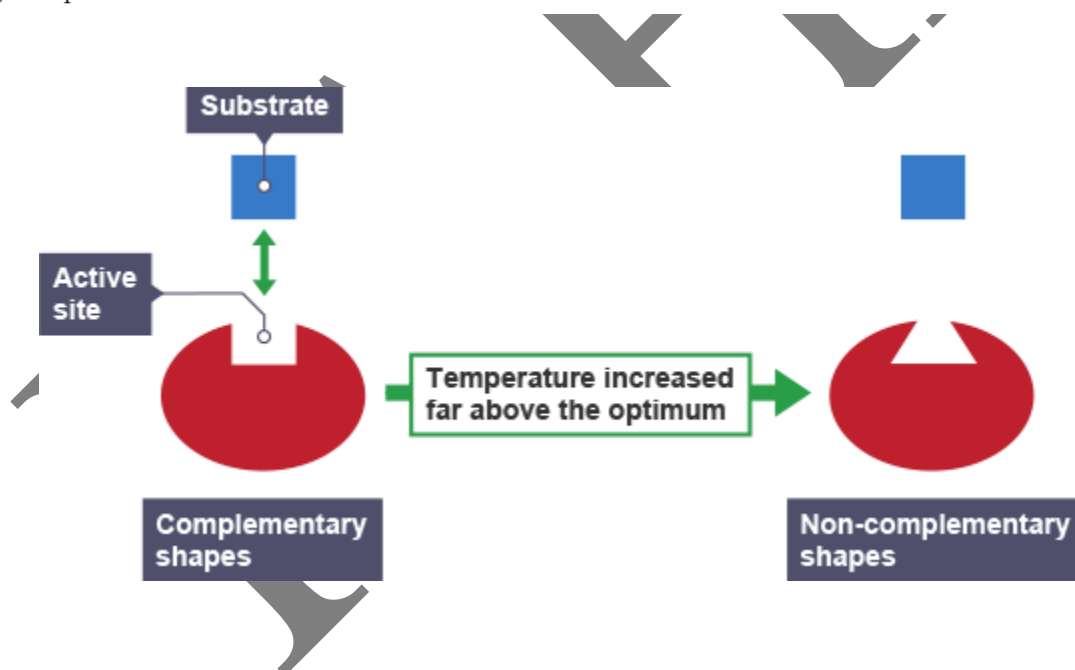 Substrate
Active
site
Temperature increased
far above the optimum
Complementary
shapes
Non-complementary
shapes